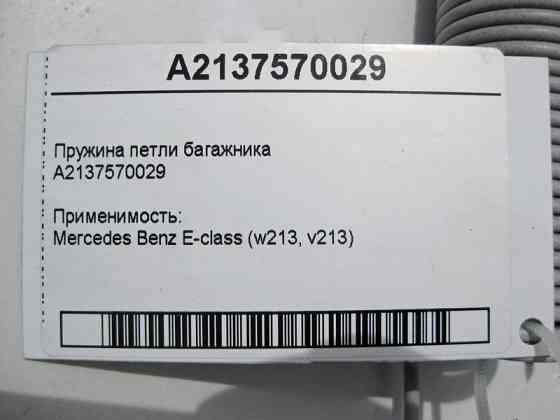 A2137570029
Пружина петли багажника
A2137570029
Применимость:
Mercedes Benz E-class (w213, v213)